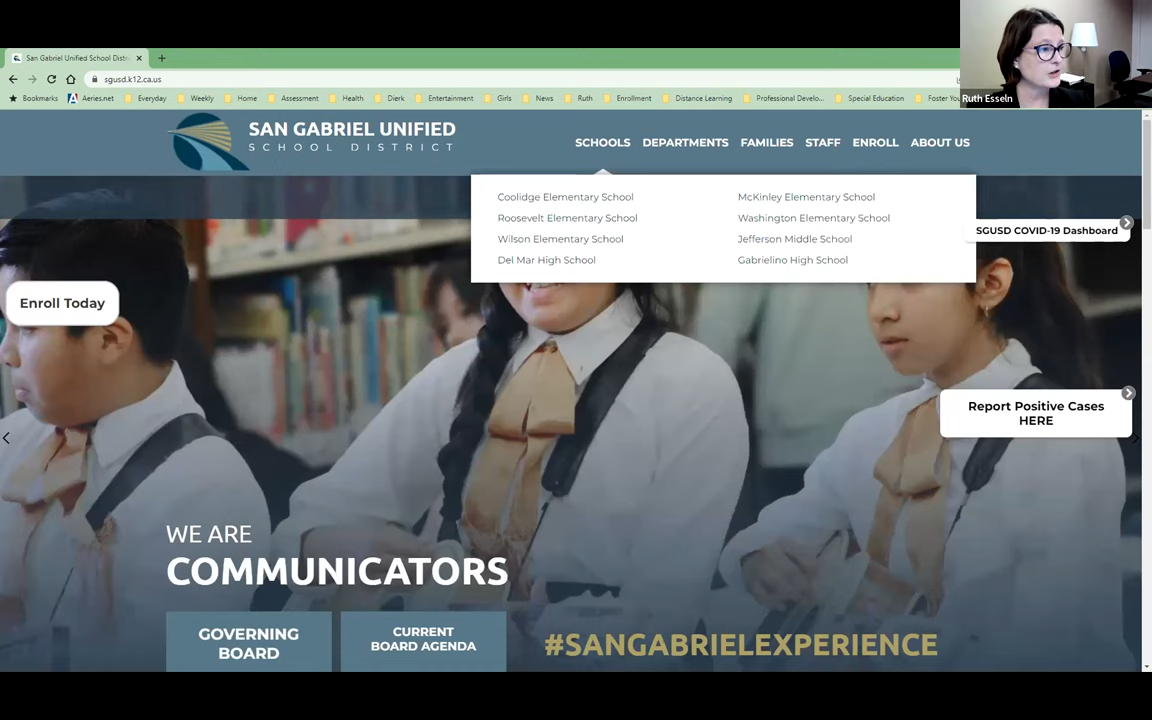 San Gabriel Unified School Distri
sgusd.k12.ca.us
Bookmarks Aeries.net Everyday Weekly Home Assessment Health Dierk Entertainment Girls News Ruth Enrollment Distance Learning Professional Develo... Special Education Foster
Ruth Esseln
SAN GABRIEL UNIFIED
SCHOOL DISTRICT
SCHOOLS DEPARTMENTS FAMILIES STAFF ENROLL ABOUT US
Coolidge Elementary School McKinley Elementary School
Roosevelt Elementary School Washington Elementary School
Wilson Elementary School Jefferson Middle School
Del Mar High School Gabrielino High School
SGUSD COVID-19 Dashboard
Enroll Today
Report Positive Cases
HERE
WE ARE
COMMUNICATORS
GOVERNING
BOARD
CURRENT
BOARD AGENDA
#SANGABRIELEXPERIENCE